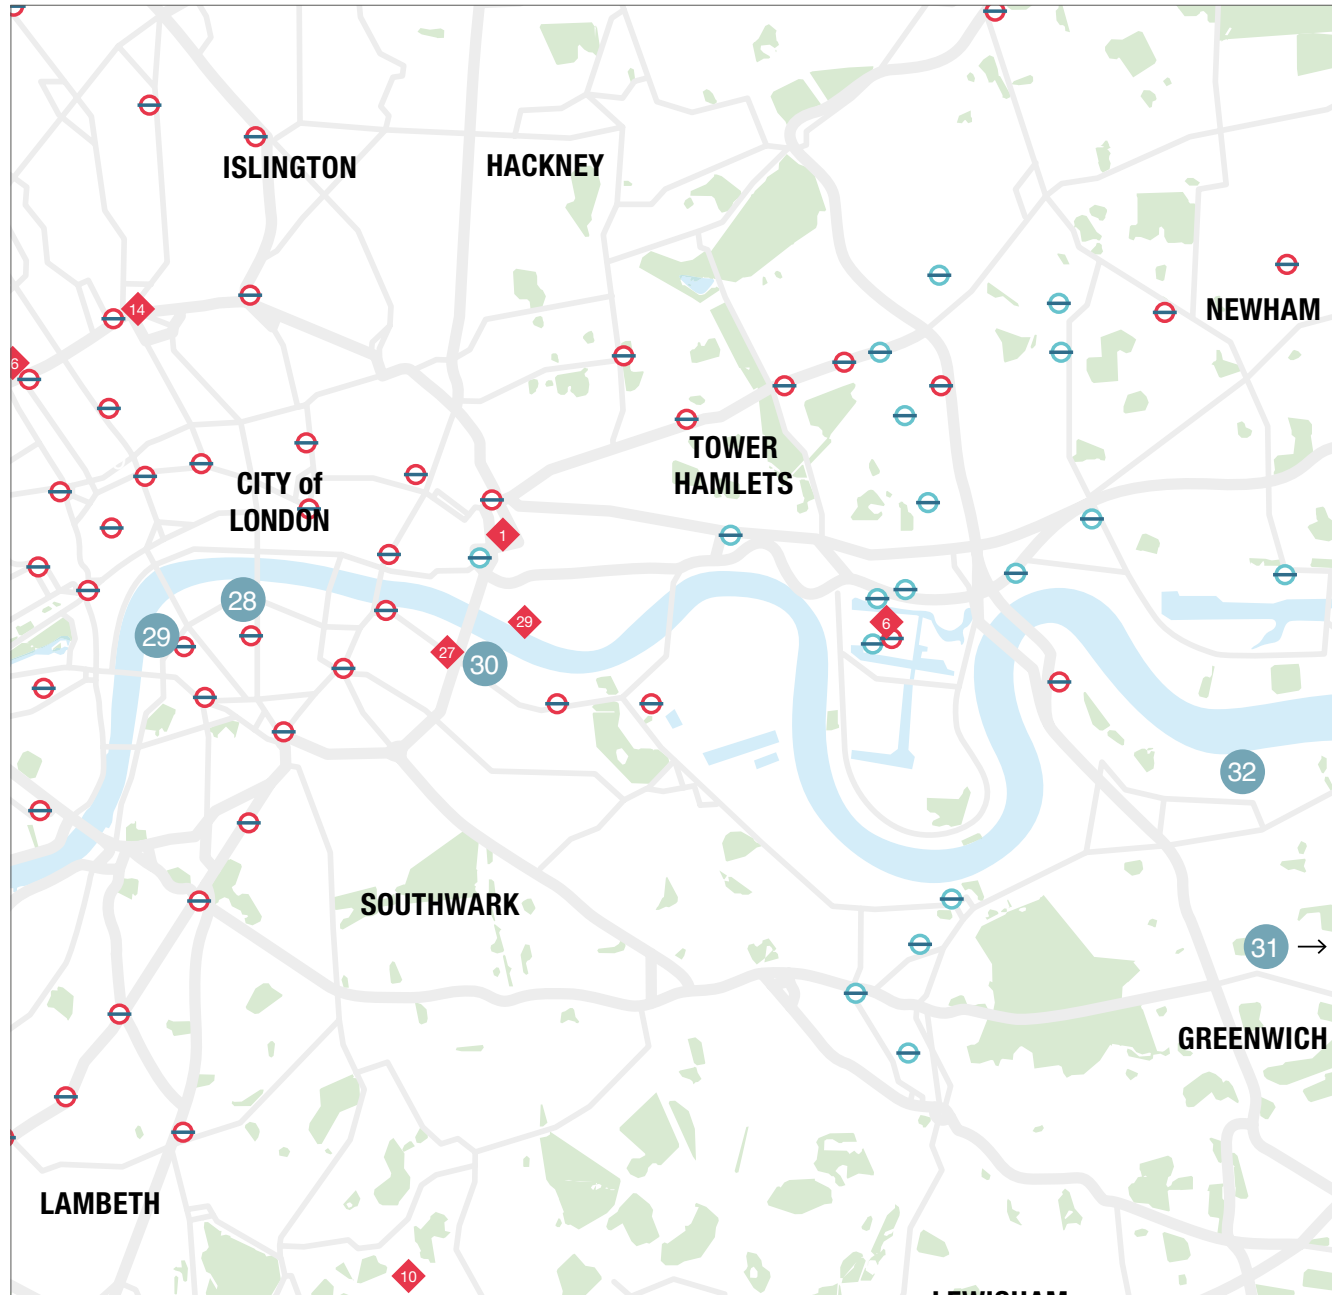 ISLINGTON
HACKNEY
NEWHAM
14
6
TOWER
HAMLETS
CITY of
LONDON
1
28
29
29
6
27
30
32
SOUTHWARK
31 →
GREENWICH
LAMBETH
10
LEWISHAM